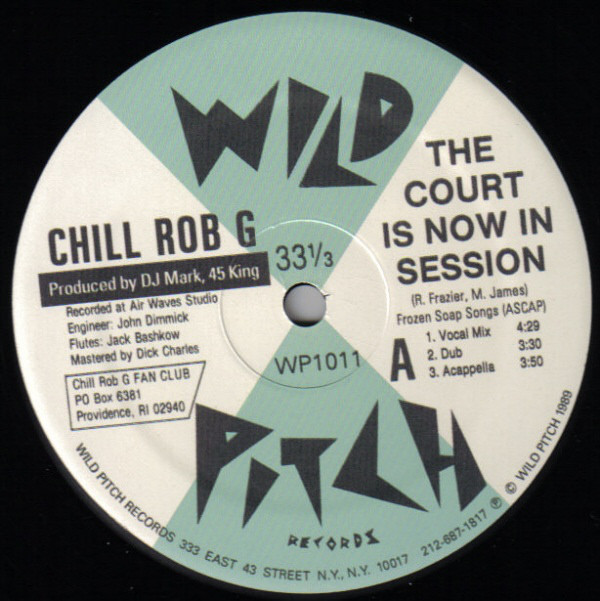 WILD
PITCH
RECORDS
CHILL ROB G
Produced by DJ Mark, 45 King
Recorded at Air Waves Studio
Engineer: John Dimmick
Flutes: Jack Bashkow
Mastered by Dick Charles
Chill Rob G FAN CLUB
PO Box 6381
Providence, RI 02940
33 1/3
WP1011
THE
COURT
IS NOW IN
SESSION
(R. Frazier, M. James)
Frozen Soap Songs (ASCAP)
A
1. Vocal Mix 4:29
2. Dub 3:30
3. Acappella 3:50
WILD PITCH RECORDS 333 EAST 43 STREET N.Y., N.Y. 10017 212-687-1817 ℗ © WILD PITCH 1989